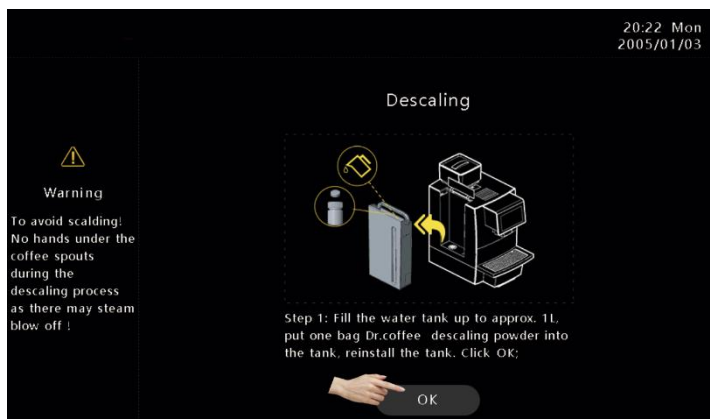 20:22 Mon
2005/01/03
Descaling
Warning
To avoid scalding!
No hands under the
coffee spouts
during the
descaling process
as there may steam
blow off !
Step 1: Fill the water tank up to approx. 1L,
put one bag Dr.coffee descaling powder into
the tank, reinstall the tank. Click OK;
OK